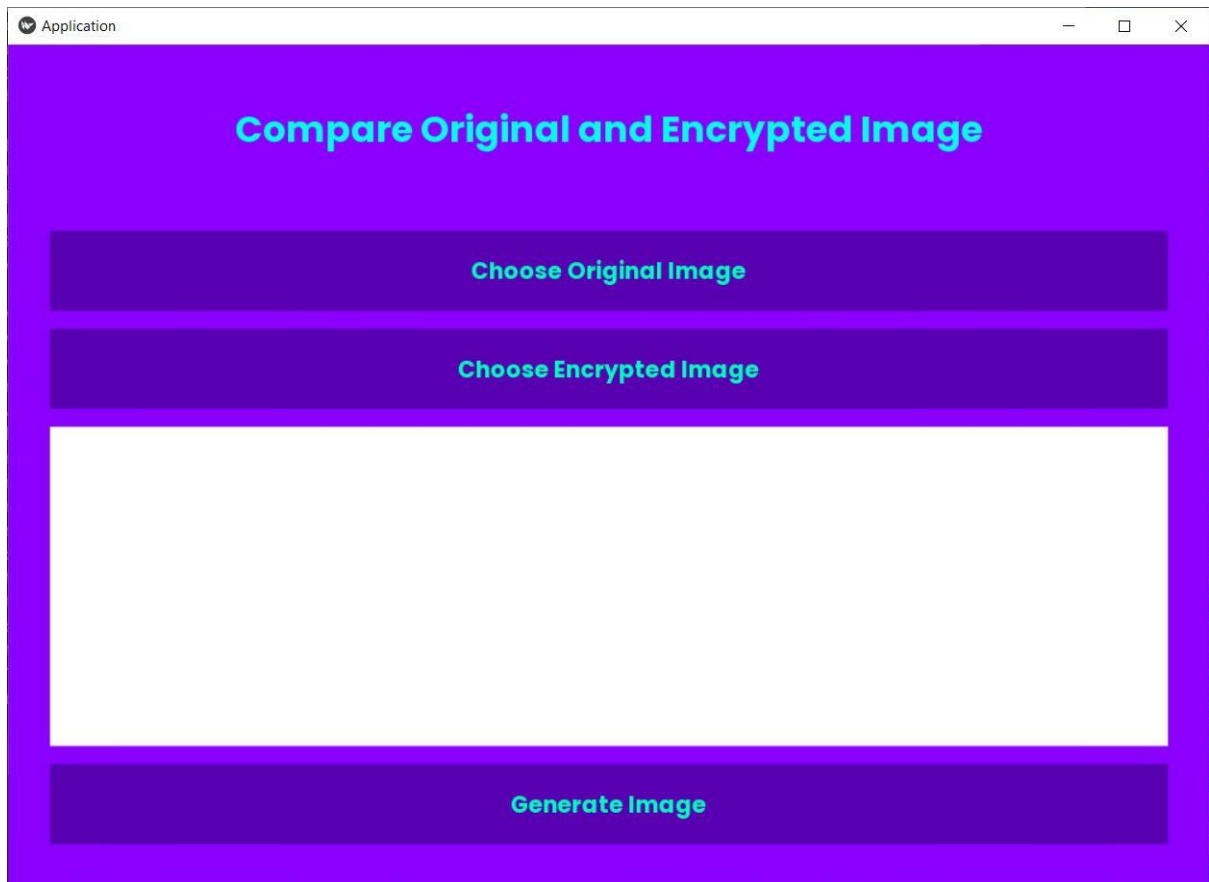 Application
Compare Original and Encrypted Image
Choose Original Image
Choose Encrypted Image
Generate Image